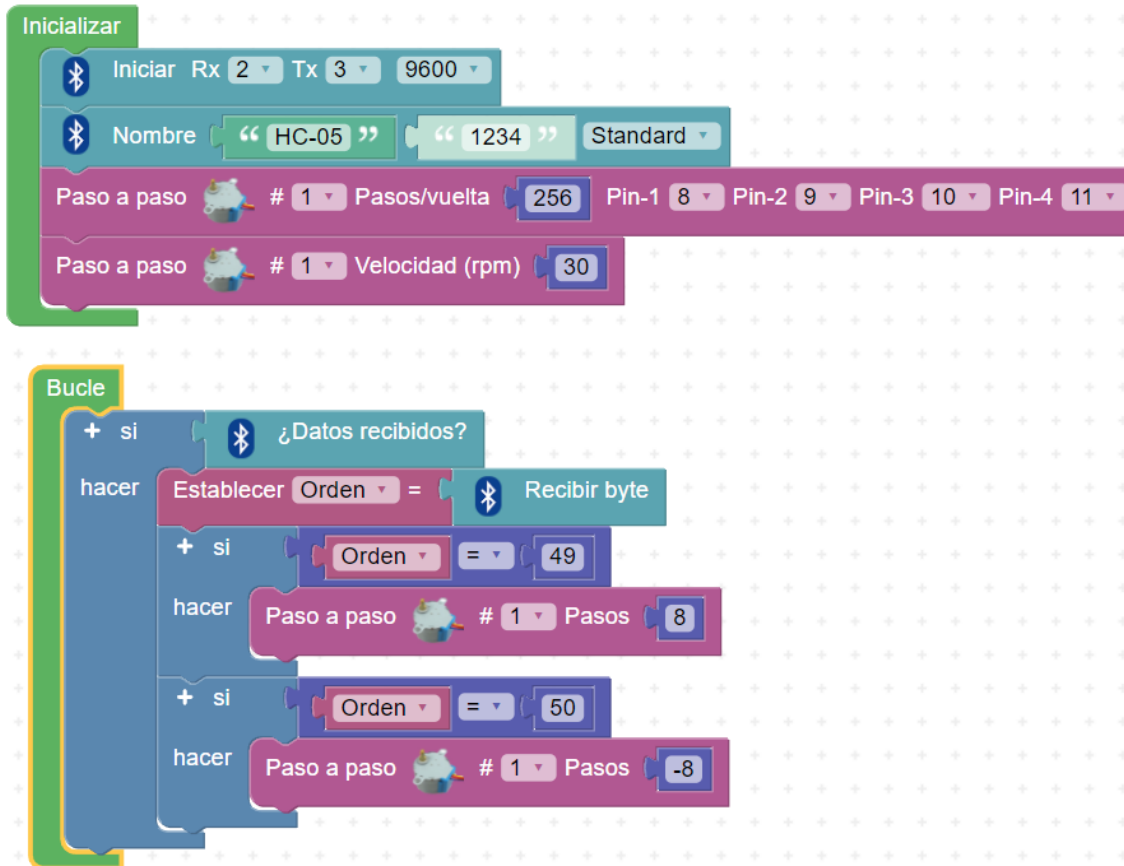 Inicializar
Iniciar Rx 2 Tx 3 9600
Nombre “ HC-05 ” “ 1234 ” Standard
Paso a paso # 1 Pasos/vuelta 256 Pin-1 8 Pin-2 9 Pin-3 10 Pin-4 11
Paso a paso # 1 Velocidad (rpm) 30
Bucle
+ si ¿Datos recibidos?
hacer Establecer Orden = Recibir byte
+ si Orden = 49
hacer Paso a paso # 1 Pasos 8
+ si Orden = 50
hacer Paso a paso # 1 Pasos -8